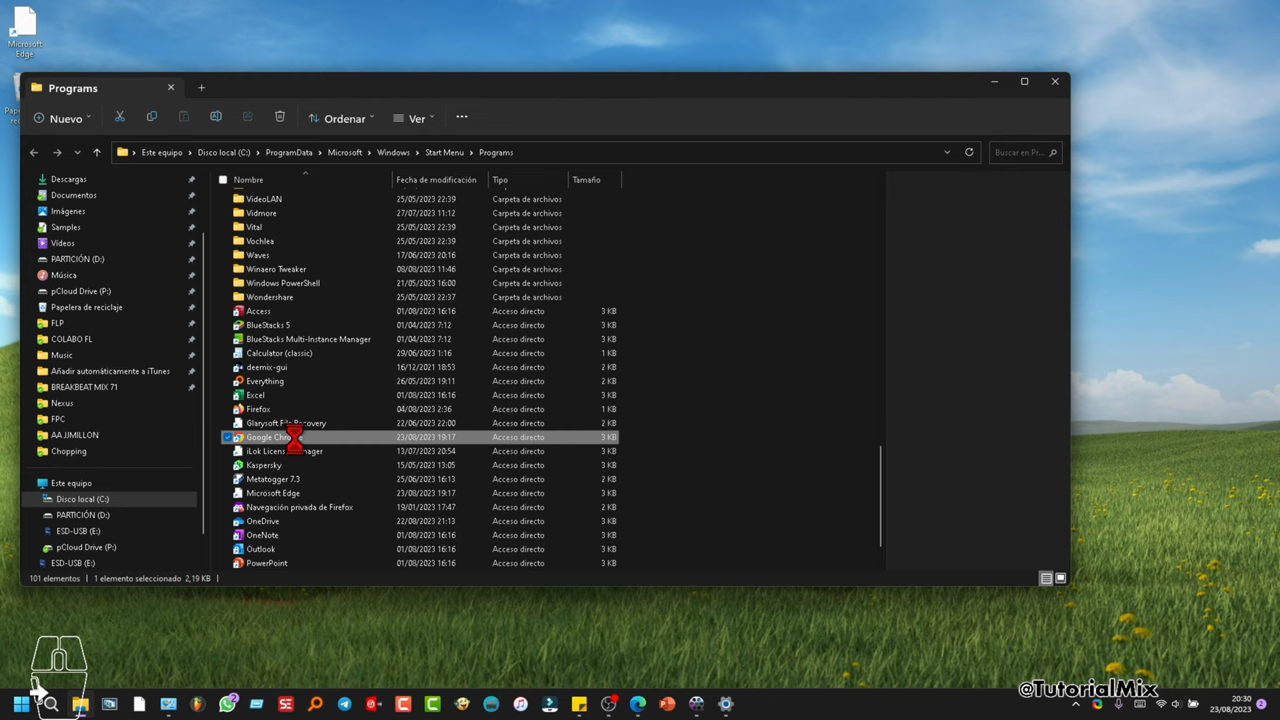 Microsoft
Edge
Programs
Nuevo
Ordenar
Ver
Este equipo
Disco local (C:)
ProgramData
Microsoft
Windows
Start Menu
Programs
Buscar en Pr...
Descargas
Documentos
Imágenes
Samples
Vídeos
PARTICIÓN (D:)
Música
pCloud Drive (P:)
Papelera de reciclaje
FLP
COLABO FL
Music
Añadir automáticamente a iTunes
BREAKBEAT MIX 71
Nexus
FPC
AA JJMILLON
Chopping
Este equipo
Disco local (C:)
PARTICIÓN (D:)
ESD-USB (E:)
pCloud Drive (P:)
ESD-USB (E:)
Nombre Fecha de modificación Tipo Tamaño
VideoLAN 25/05/2023 22:39 Carpeta de archivos
Vidmore 27/07/2023 11:12 Carpeta de archivos
Vital 25/05/2023 22:39 Carpeta de archivos
Vochlea 25/05/2023 22:39 Carpeta de archivos
Waves 17/06/2023 20:16 Carpeta de archivos
Winaero Tweaker 08/08/2023 11:46 Carpeta de archivos
Windows PowerShell 21/05/2023 16:00 Carpeta de archivos
Wondershare 25/05/2023 22:37 Carpeta de archivos
Access 01/08/2023 16:16 Acceso directo 3 KB
BlueStacks 5 01/04/2023 7:12 Acceso directo 3 KB
BlueStacks Multi-Instance Manager 01/04/2023 7:12 Acceso directo 3 KB
Calculator (classic) 29/06/2023 1:16 Acceso directo 1 KB
deemix-gui 16/12/2021 18:53 Acceso directo 2 KB
Everything 26/05/2023 19:11 Acceso directo 2 KB
Excel 01/08/2023 16:16 Acceso directo 3 KB
Firefox 04/08/2023 2:36 Acceso directo 1 KB
Glarysoft File Recovery 22/06/2023 22:00 Acceso directo 2 KB
Google Chrome 23/08/2023 19:17 Acceso directo 3 KB
iLok License Manager 13/07/2023 20:54 Acceso directo 3 KB
Kaspersky 15/05/2023 13:05 Acceso directo 3 KB
Metatogger 7.3 25/06/2023 16:13 Acceso directo 2 KB
Microsoft Edge 23/08/2023 19:17 Acceso directo 3 KB
Navegación privada de Firefox 19/01/2023 17:47 Acceso directo 2 KB
OneDrive 22/08/2023 21:13 Acceso directo 3 KB
OneNote 01/08/2023 16:16 Acceso directo 3 KB
Outlook 01/08/2023 16:16 Acceso directo 3 KB
PowerPoint 01/08/2023 16:16 Acceso directo 3 KB
101 elementos
1 elemento seleccionado 2,19 KB
@TutorialMix
2
SE
20:30
23/08/2023
2